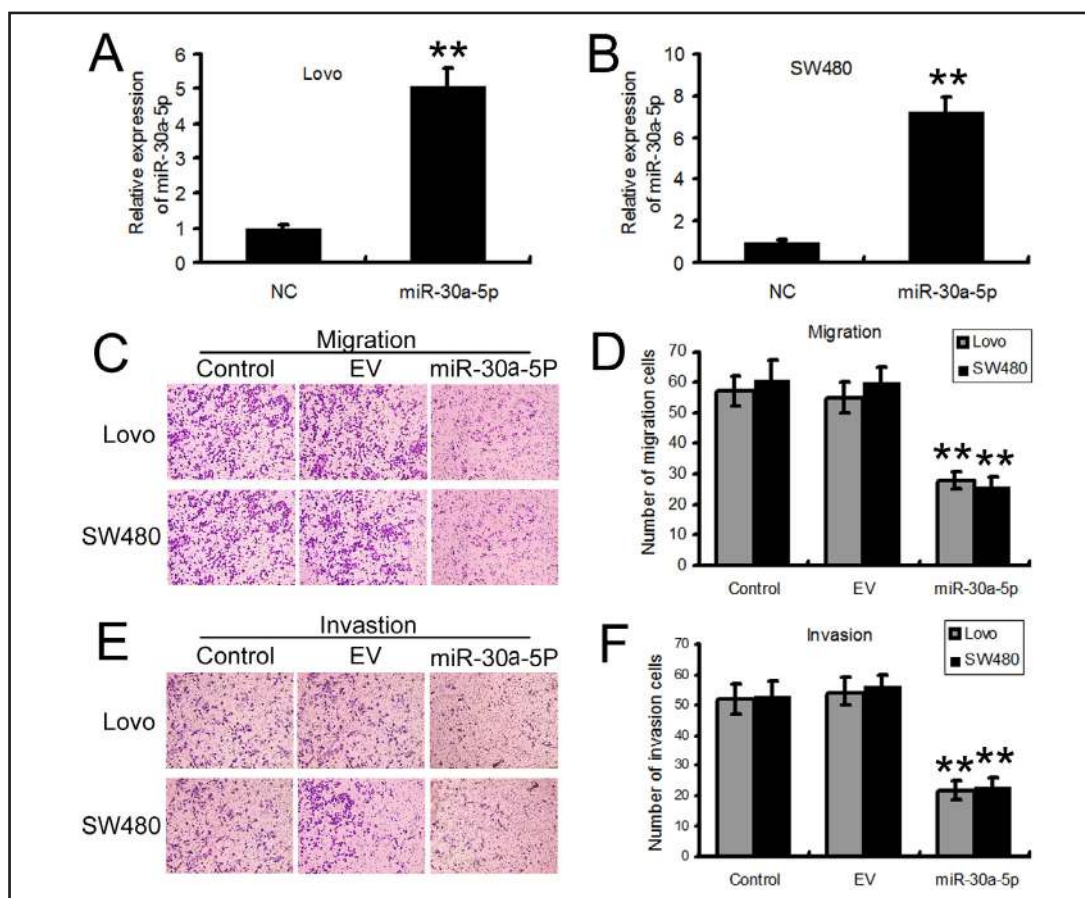 A
Relative expression
of miR-30a-5p
6
5
4
3
2
1
0
Lovo
**
NC
miR-30a-5p
B
Relative expression
of miR-30a-5p
10
8
6
4
2
0
SW480
**
NC
miR-30a-5p
C
Migration
Control EV miR-30a-5P
Lovo
SW480
D
Migration
Lovo
SW480
Number of migration cells
70
60
50
40
30
20
10
0
** **
Control EV miR-30a-5p
E
Invastion
Control EV miR-30a-5P
Lovo
SW480
F
Invasion
Lovo
SW480
Number of invasion cells
70
60
50
40
30
20
10
0
** **
Control EV miR-30a-5p